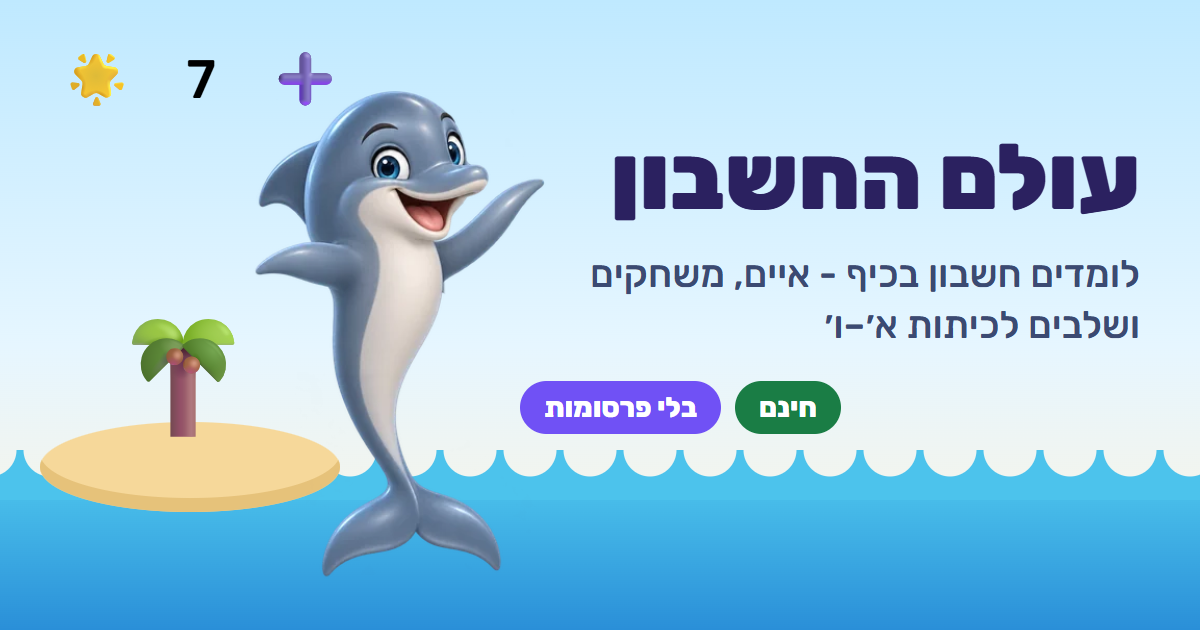 7
עולם החשבון
לומדים חשבון בכיף - איים, משחקים
ושלבים לכיתות א׳–ו׳
חינם
בלי פרסומות